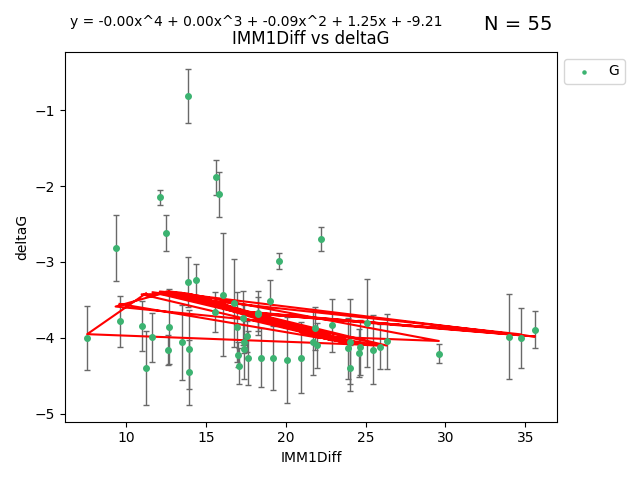 y = -0.00x^4 + 0.00x^3 + -0.09x^2 + 1.25x + -9.21
N = 55
IMM1Diff vs deltaG
G
deltaG
−1
−2
−3
−4
−5
10 15 20 25 30 35
IMM1Diff